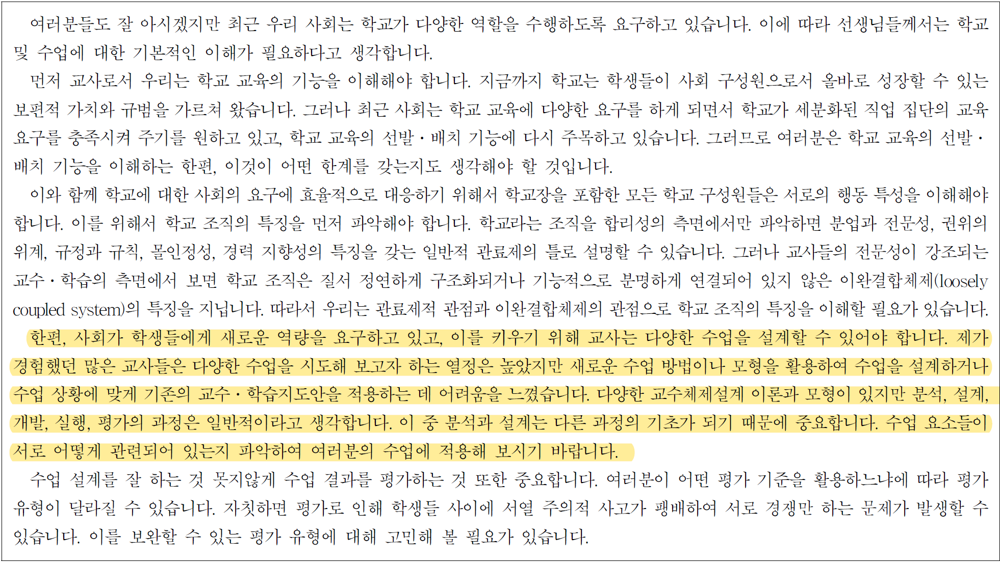 여러분들도 잘 아시겠지만 최근 우리 사회는 학교가 다양한 역할을 수행하도록 요구하고 있습니다. 이에 따라 선생님들께서는 학교
및 수업에 대한 기본적인 이해가 필요하다고 생각합니다.
먼저 교사로서 우리는 학교 교육의 기능을 이해해야 합니다. 지금까지 학교는 학생들이 사회 구성원으로서 올바로 성장할 수 있는
보편적 가치와 규범을 가르쳐 왔습니다. 그러나 최근 사회는 학교 교육에 다양한 요구를 하게 되면서 학교가 세분화된 직업 집단의 교육
요구를 충족시켜 주기를 원하고 있고, 학교 교육의 선발・배치 기능에 다시 주목하고 있습니다. 그러므로 여러분은 학교 교육의 선발・
배치 기능을 이해하는 한편, 이것이 어떤 한계를 갖는지도 생각해야 할 것입니다.
이와 함께 학교에 대한 사회의 요구에 효율적으로 대응하기 위해서 학교장을 포함한 모든 학교 구성원들은 서로의 행동 특성을 이해해야
합니다. 이를 위해서 학교 조직의 특징을 먼저 파악해야 합니다. 학교라는 조직을 합리성의 측면에서만 파악하면 분업과 전문성, 권위의
위계, 규정과 규칙, 몰인정성, 경력 지향성의 특징을 갖는 일반적 관료제의 틀로 설명할 수 있습니다. 그러나 교사들의 전문성이 강조되는
교수・학습의 측면에서 보면 학교 조직은 질서 정연하게 구조화되거나 기능적으로 분명하게 연결되어 있지 않은 이완결합체제(loosely
coupled system)의 특징을 지닙니다. 따라서 우리는 관료제적 관점과 이완결합체제의 관점으로 학교 조직의 특징을 이해할 필요가 있습니다.
한편, 사회가 학생들에게 새로운 역량을 요구하고 있고, 이를 키우기 위해 교사는 다양한 수업을 설계할 수 있어야 합니다. 제가
경험했던 많은 교사들은 다양한 수업을 시도해 보고자 하는 열정은 높았지만 새로운 수업 방법이나 모형을 활용하여 수업을 설계하거나
수업 상황에 맞게 기존의 교수・학습지도안을 적용하는 데 어려움을 느꼈습니다. 다양한 교수체제설계 이론과 모형이 있지만 분석, 설계,
개발, 실행, 평가의 과정은 일반적이라고 생각합니다. 이 중 분석과 설계는 다른 과정의 기초가 되기 때문에 중요합니다. 수업 요소들이
서로 어떻게 관련되어 있는지 파악하여 여러분의 수업에 적용해 보시기 바랍니다.
수업 설계를 잘 하는 것 못지않게 수업 결과를 평가하는 것 또한 중요합니다. 여러분이 어떤 평가 기준을 활용하느냐에 따라 평가
유형이 달라질 수 있습니다. 자칫하면 평가로 인해 학생들 사이에 서열 주의적 사고가 팽배하여 서로 경쟁만 하는 문제가 발생할 수
있습니다. 이를 보완할 수 있는 평가 유형에 대해 고민해 볼 필요가 있습니다.